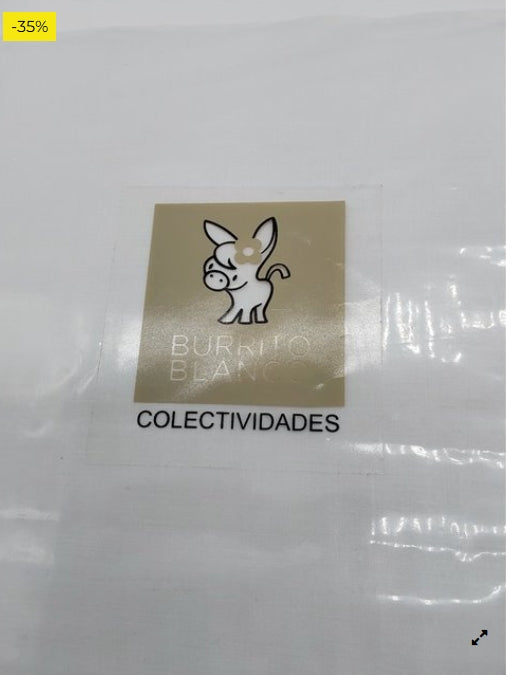 -35%
BURRITO
BLANCO
COLECTIVIDADES